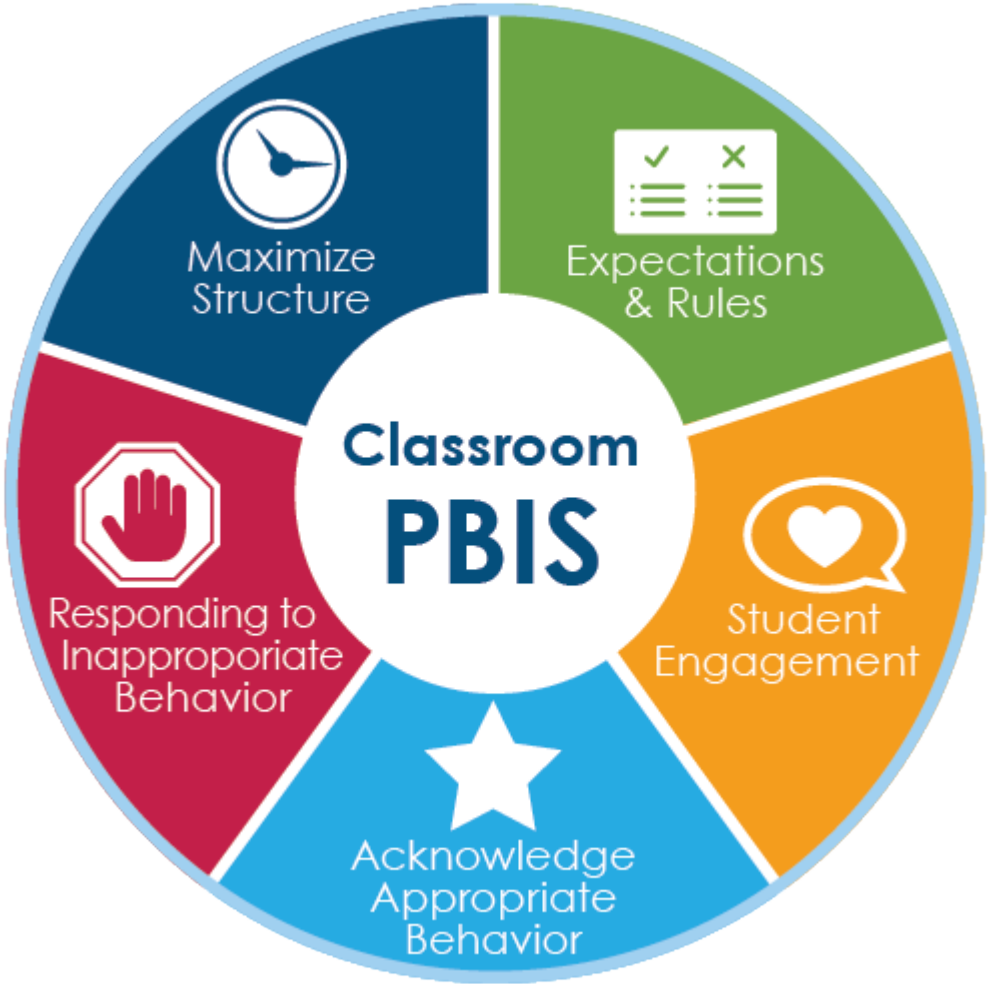 Maximize
Structure
Expectations
& Rules
Classroom
PBIS
Student
Engagement
Responding to
Inapproporiate
Behavior
Acknowledge
Appropriate
Behavior